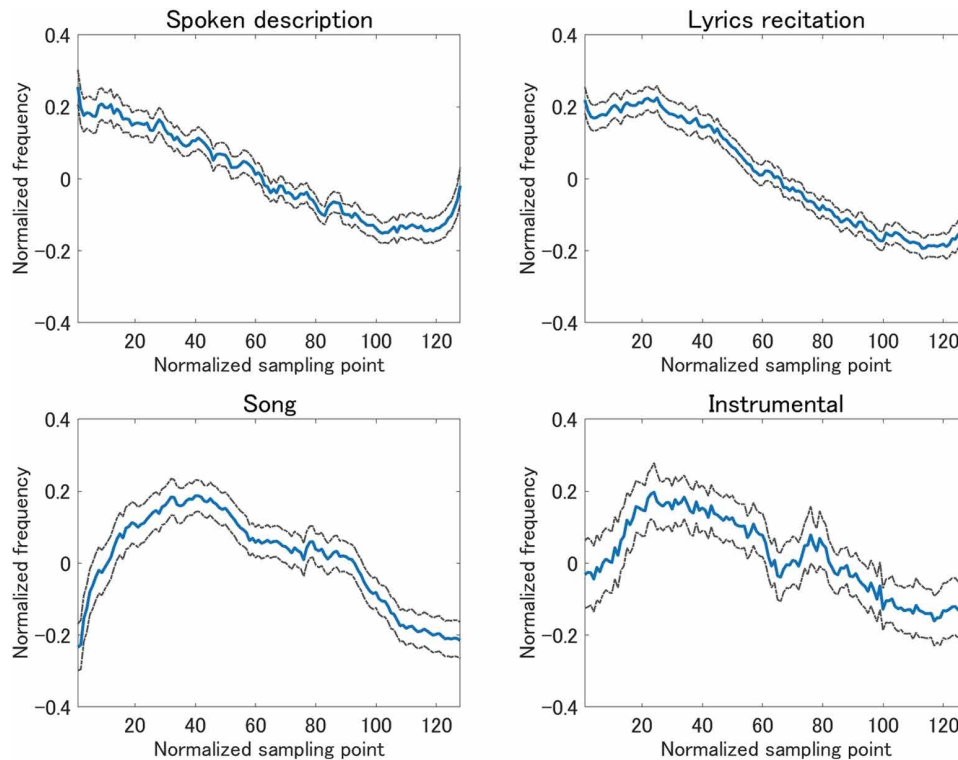 Spoken description
0.4
0.2
0
−0.2
−0.4
Normalized frequency
20 40 60 80 100 120
Normalized sampling point
Lyrics recitation
0.4
0.2
0
−0.2
−0.4
Normalized frequency
20 40 60 80 100 120
Normalized sampling point
Song
0.4
0.2
0
−0.2
−0.4
Normalized frequency
20 40 60 80 100 120
Normalized sampling point
Instrumental
0.4
0.2
0
−0.2
−0.4
Normalized frequency
20 40 60 80 100 120
Normalized sampling point